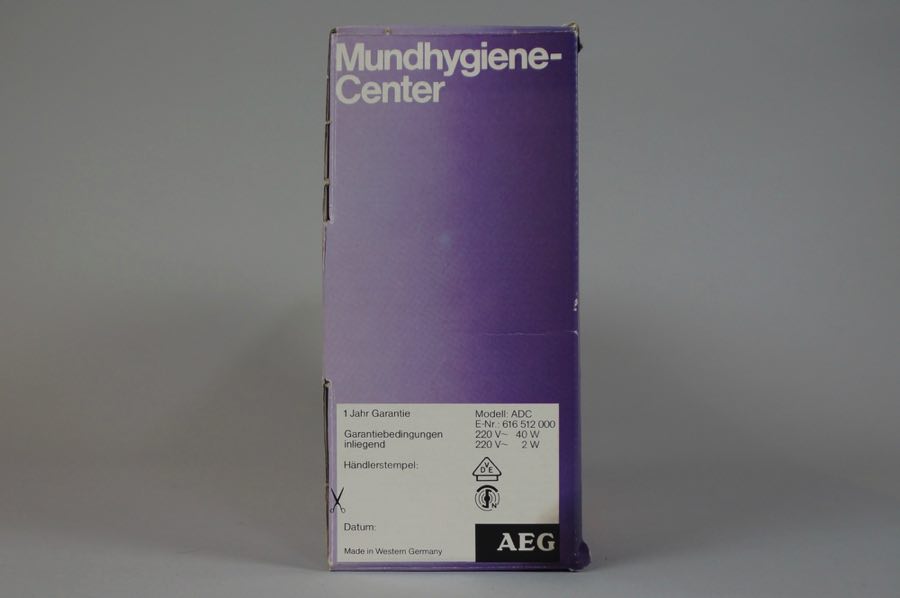 Mundhygiene-
Center
1 Jahr Garantie
Garantiebedingungen
inliegend
Händlerstempel:
Datum:
Made in Western Germany
Modell: ADC
E-Nr.: 616 512 000
220 V~ 40 W
220 V~ 2 W
VDE
N
AEG